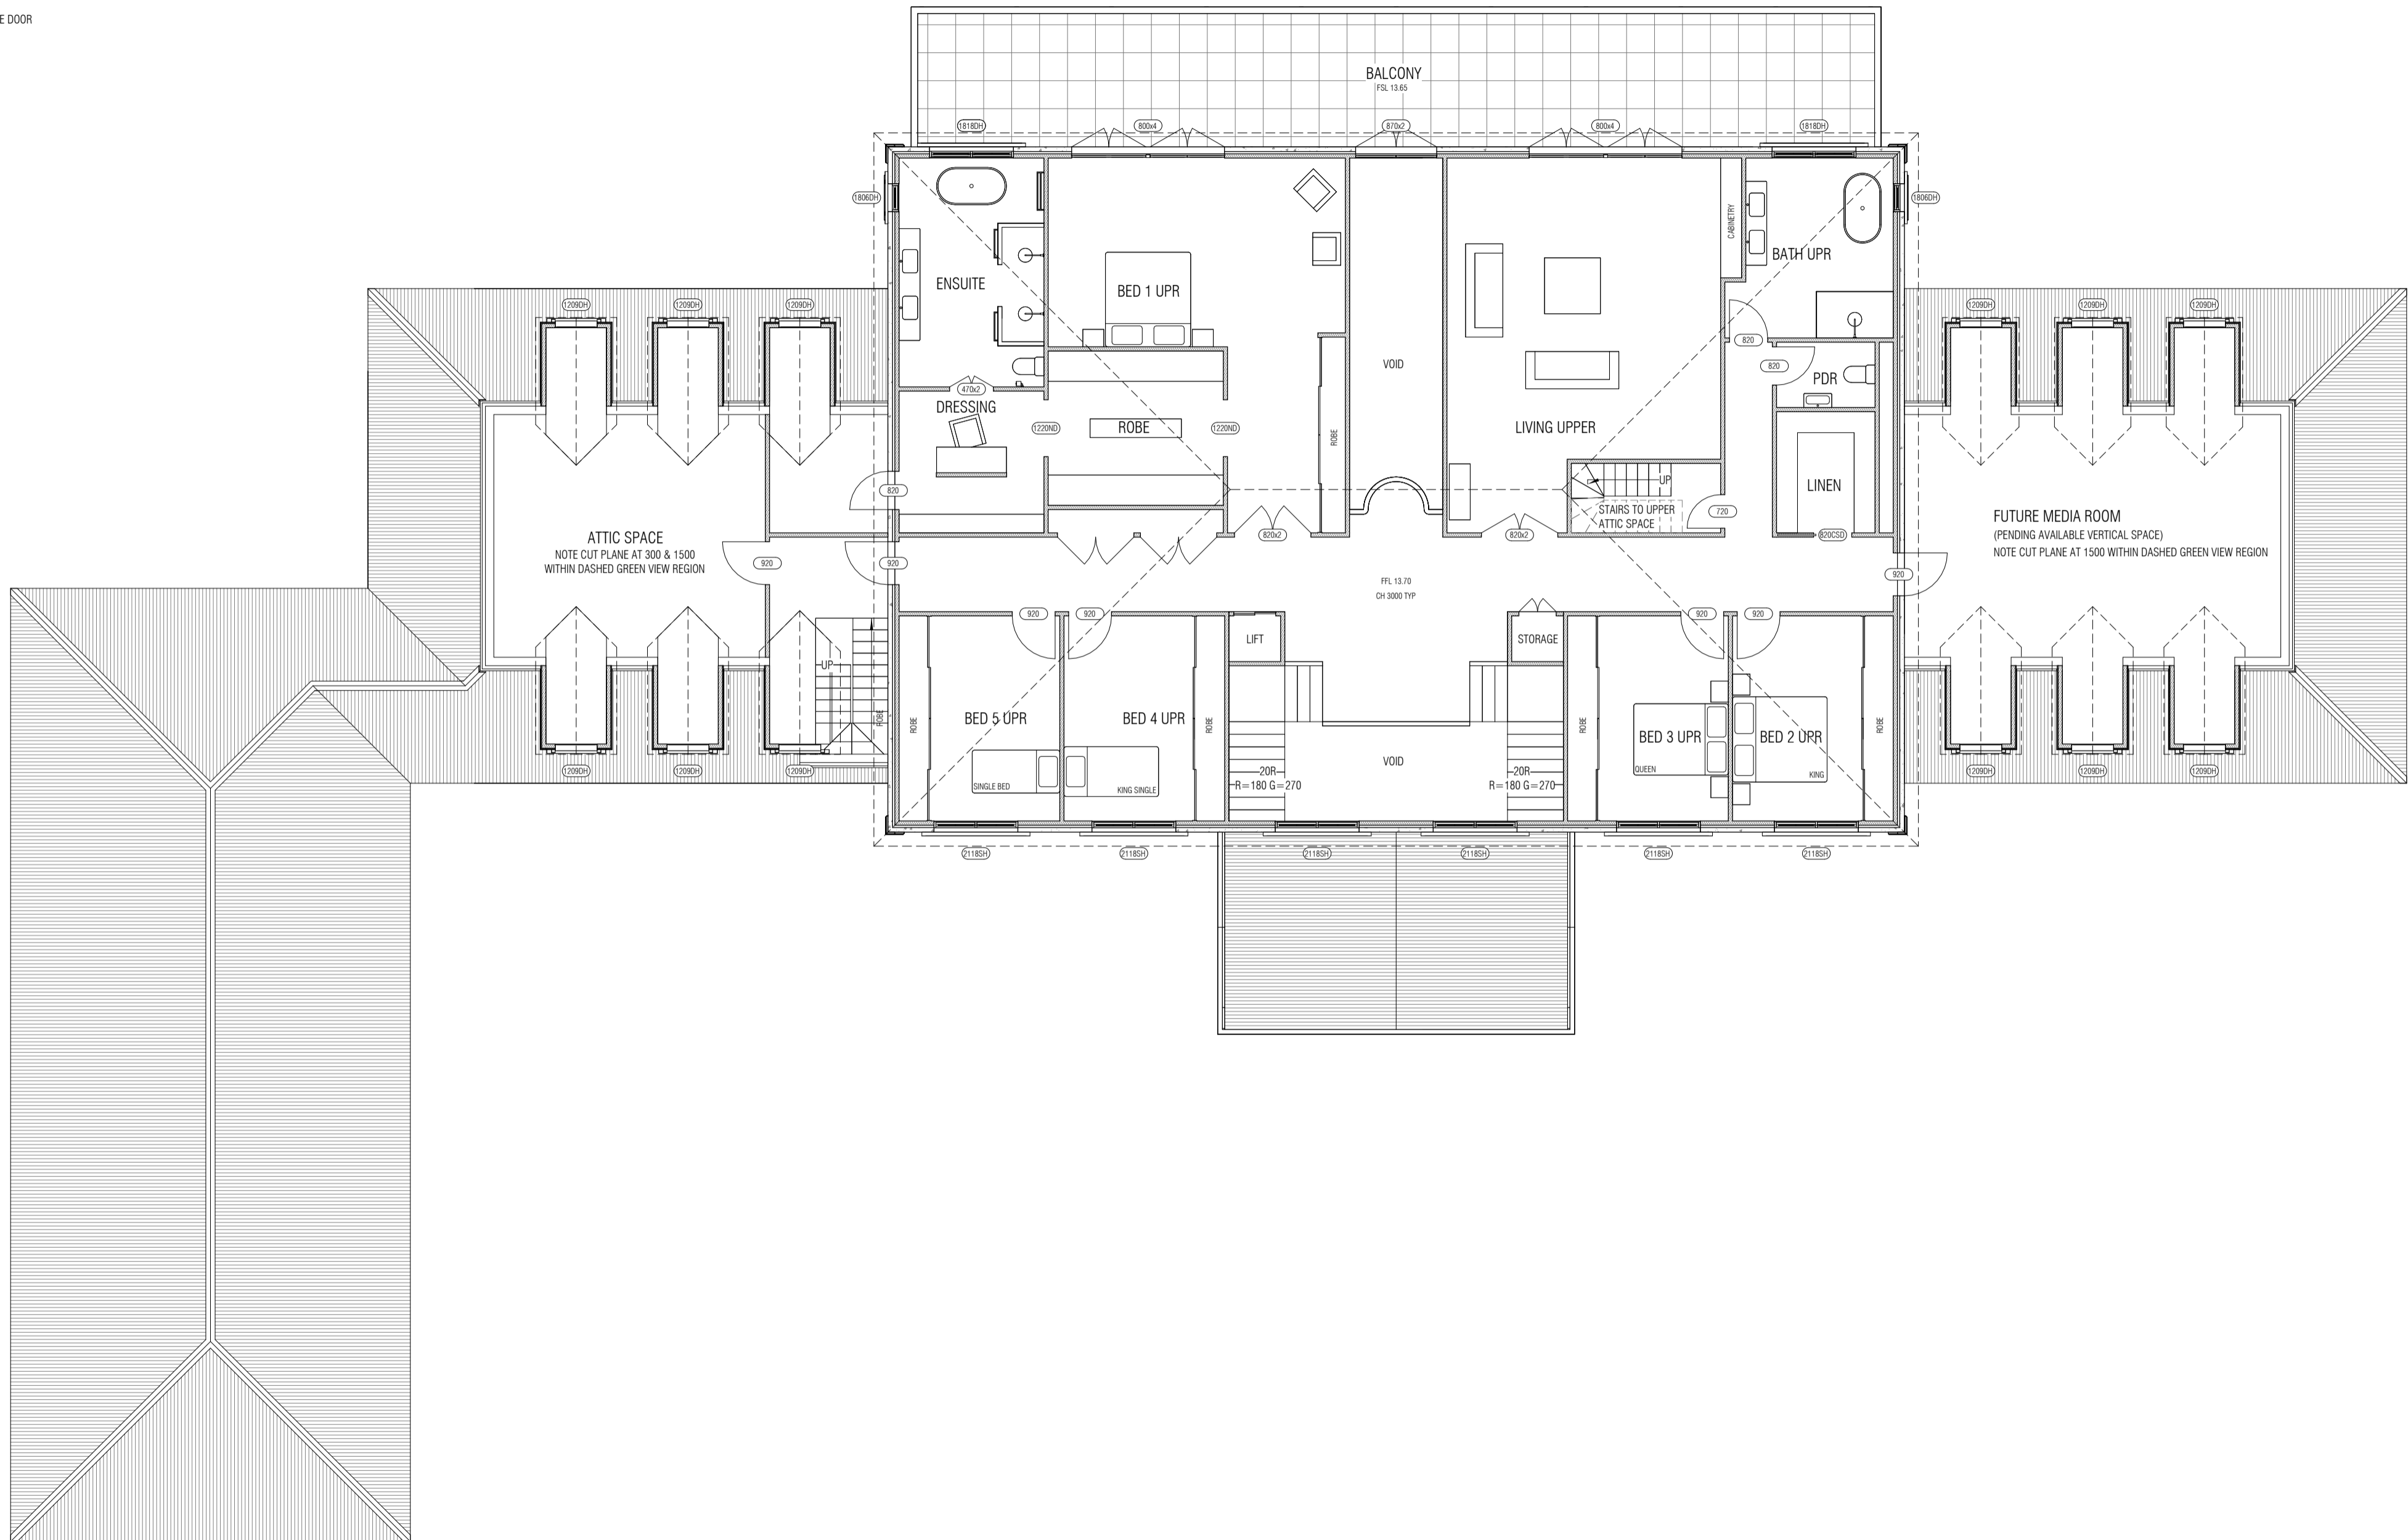 E DOOR
BALCONY
FSL 13.65
1818DH
800x4
870x2
800x4
1818DH
1806DH
1806DH
CABINETRY
BATH UPR
ENSUITE
BED 1 UPR
1209DH
1209DH
1209DH
1209DH
1209DH
1209DH
820
VOID
820
PDR
470x2
DRESSING
1220ND
ROBE
1220ND
ROBE
LIVING UPPER
820
UP
LINEN
STAIRS TO UPPER
ATTIC SPACE
720
FUTURE MEDIA ROOM
(PENDING AVAILABLE VERTICAL SPACE)
NOTE CUT PLANE AT 1500 WITHIN DASHED GREEN VIEW REGION
ATTIC SPACE
NOTE CUT PLANE AT 300 & 1500
WITHIN DASHED GREEN VIEW REGION
820x2
820x2
820CSD
920
920
920
FFL 13.70
CH 3000 TYP
920
920
920
920
LIFT
STORAGE
UP
ROBE
ROBE
BED 5 UPR
BED 4 UPR
ROBE
ROBE
BED 3 UPR
BED 2 UPR
ROBE
VOID
1209DH
1209DH
1209DH
20R
R=180 G=270
20R
R=180 G=270
QUEEN
KING
1209DH
1209DH
1209DH
SINGLE BED
KING SINGLE
2118SH
2118SH
2118SH
2118SH
2118SH
2118SH